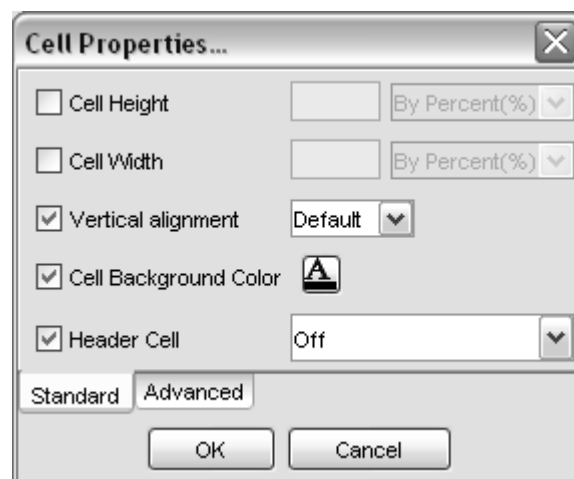 Cell Properties...
Cell Height By Percent(%)
Cell Width By Percent(%)
Vertical alignment Default
Cell Background Color A
Header Cell Off
Standard Advanced
OK Cancel